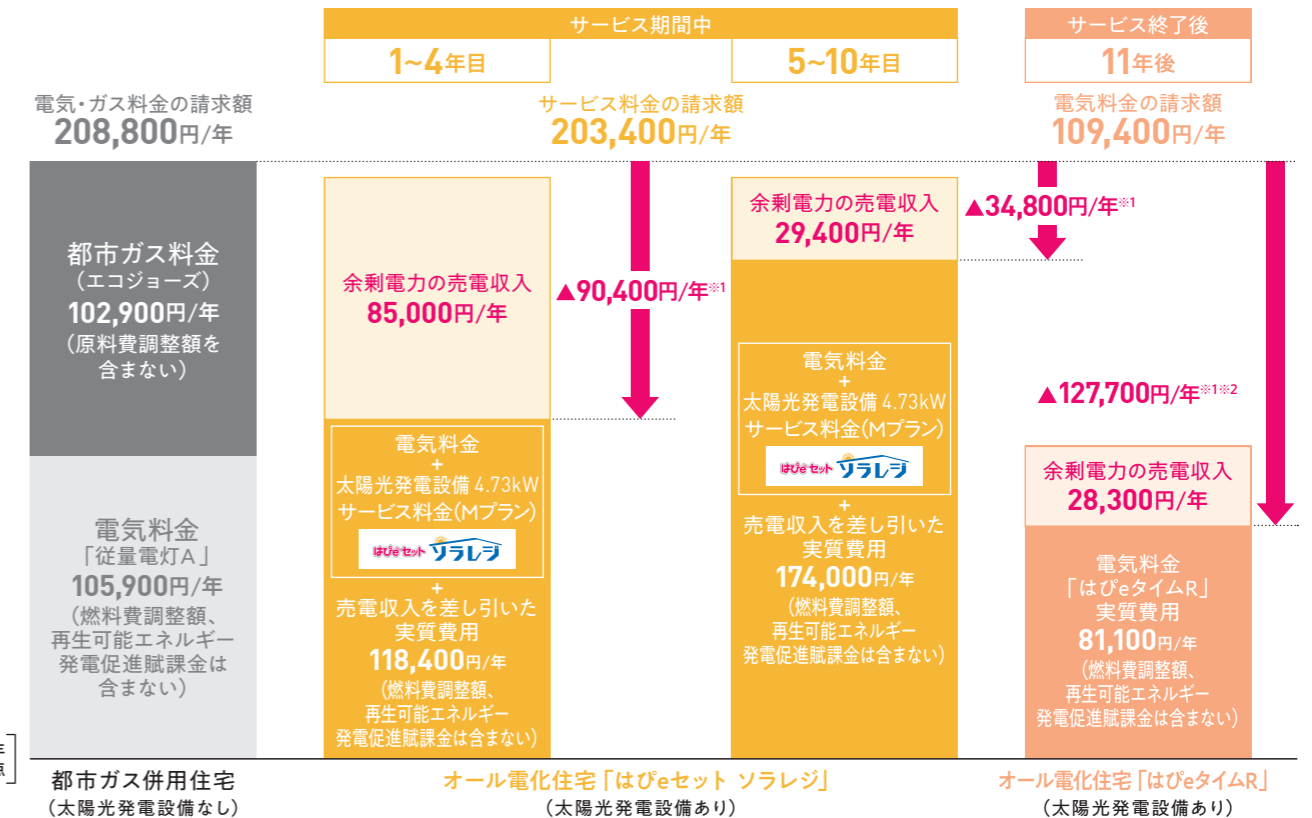 サービス期間中
1~4年目
5~10年目
サービス終了後
11年後
電気・ガス料金の請求額
208,800円/年
サービス料金の請求額
203,400円/年
電気料金の請求額
109,400円/年
都市ガス料金
(エコジョーズ)
102,900円/年
(原料費調整額を
含まない)
電気料金
「従量電灯A」
105,900円/年
(燃料費調整額、
再生可能エネルギー
発電促進賦課金は
含まない)
余剰電力の売電収入
85,000円/年
▲90,400円/年※1
電気料金
+
太陽光発電設備4.73kW
サービス料金(Mプラン)
はぴeセット ソラレジ
+
売電収入を差し引いた
実質費用
118,400円/年
(燃料費調整額、
再生可能エネルギー
発電促進賦課金は含まない)
余剰電力の売電収入
29,400円/年
▲34,800円/年※1
電気料金
+
太陽光発電設備4.73kW
サービス料金(Mプラン)
はぴeセット ソラレジ
+
売電収入を差し引いた
実質費用
174,000円/年
(燃料費調整額、
再生可能エネルギー
発電促進賦課金は含まない)
▲127,700円/年※1※2
余剰電力の売電収入
28,300円/年
電気料金
「はぴeタイムR」
実質費用
81,100円/年
(燃料費調整額、
再生可能エネルギー
発電促進賦課金は含まない)
都市ガス併用住宅
(太陽光発電設備なし)
オール電化住宅「はぴeセット ソラレジ」
(太陽光発電設備あり)
オール電化住宅「はぴeタイムR」
(太陽光発電設備あり)